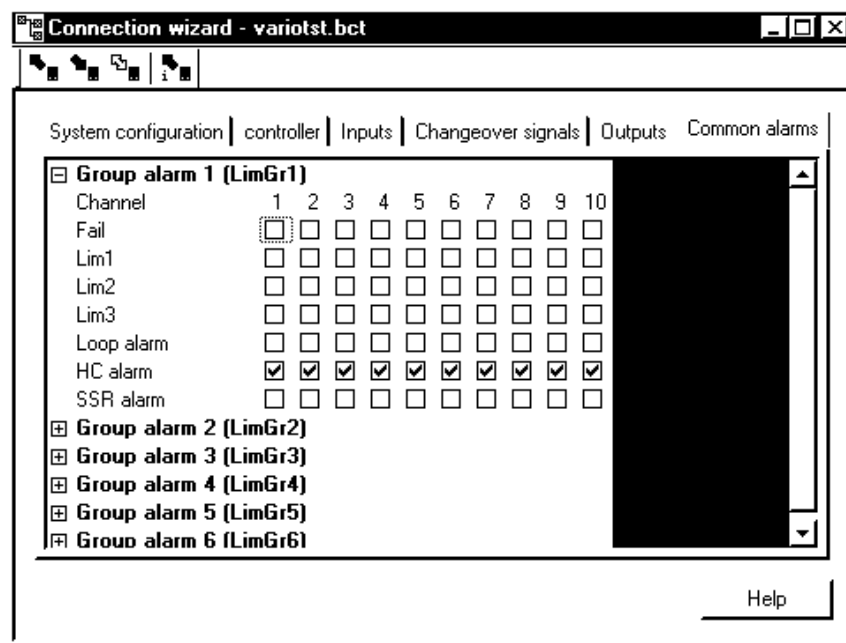 Connection wizard - variotst.bct
i
System configuration controller Inputs Changeover signals Outputs Common alarms
Group alarm 1 (LimGr1)
Channel 1 2 3 4 5 6 7 8 9 10
Fail
Lim1
Lim2
Lim3
Loop alarm
HC alarm
SSR alarm
Group alarm 2 (LimGr2)
Group alarm 3 (LimGr3)
Group alarm 4 (LimGr4)
Group alarm 5 (LimGr5)
Group alarm 6 (LimGr6)
Help